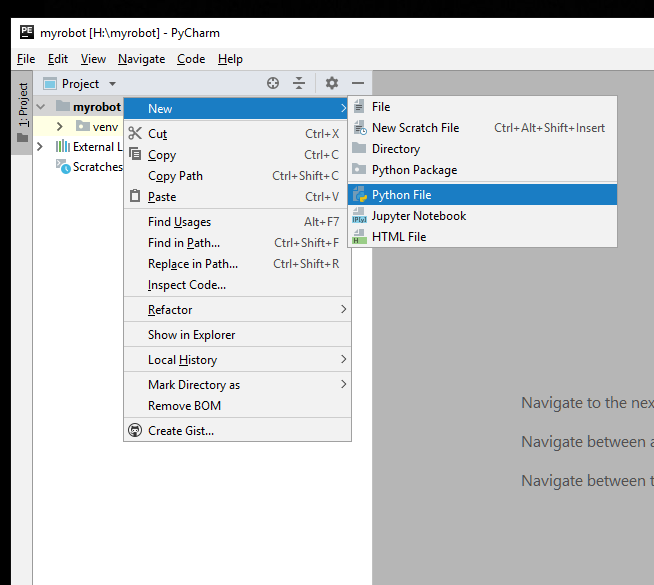 PE myrobot [H:\myrobot] - PyCharm
File Edit View Navigate Code Help
1: Project
Project
myrobot
venv
External L
Scratches
New
Cut Ctrl+X
Copy Ctrl+C
Copy Path Ctrl+Shift+C
Paste Ctrl+V
Find Usages Alt+F7
Find in Path... Ctrl+Shift+F
Replace in Path... Ctrl+Shift+R
Inspect Code...
Refactor
Show in Explorer
Local History
Mark Directory as
Remove BOM
Create Gist...
File
New Scratch File Ctrl+Alt+Shift+Insert
Directory
Python Package
Python File
Jupyter Notebook
HTML File
Navigate to the nex
Navigate between a
Navigate between t